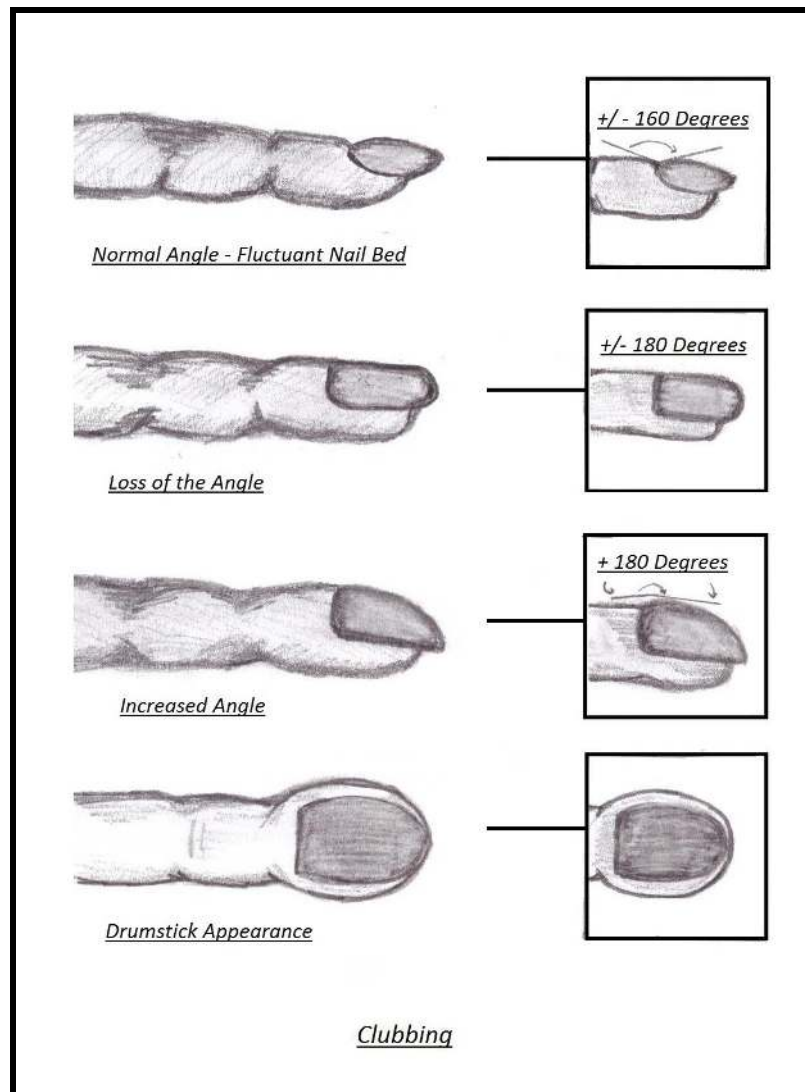 +/ - 160 Degrees
Normal Angle - Fluctuant Nail Bed
+/- 180 Degrees
Loss of the Angle
+ 180 Degrees
Increased Angle
Drumstick Appearance
Clubbing